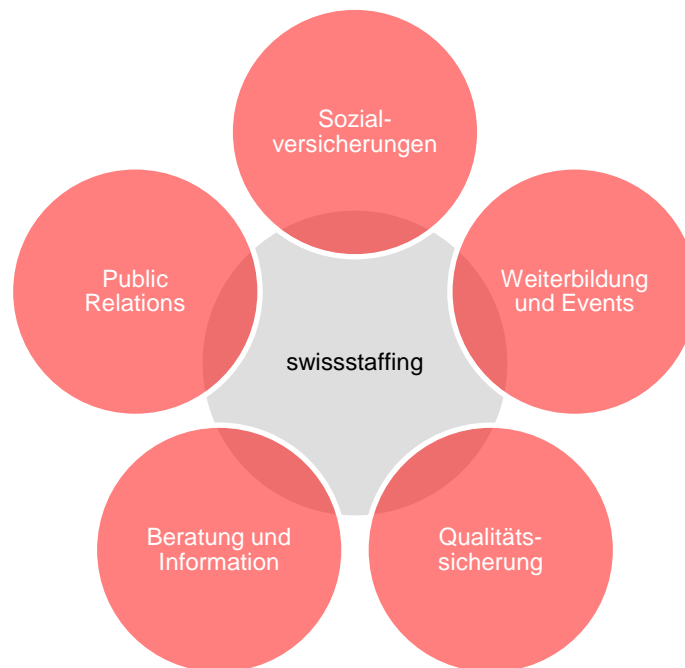 Sozial-
versicherungen
Public
Relations
Weiterbildung
und Events
swissstaffing
Beratung und
Information
Qualitäts-
sicherung